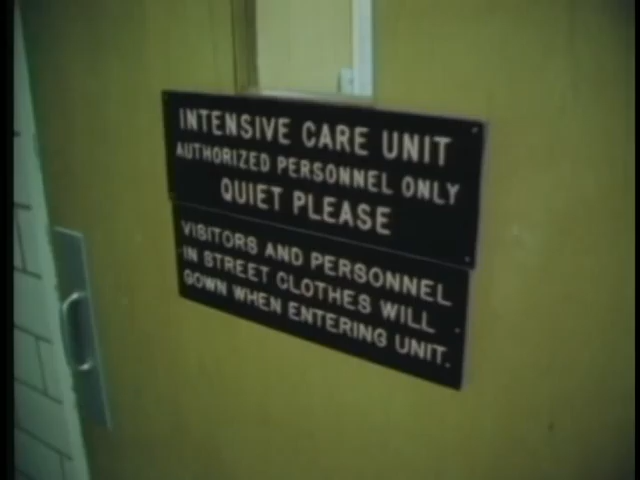 INTENSIVE CARE UNIT
AUTHORIZED PERSONNEL ONLY
QUIET PLEASE
VISITORS AND PERSONNEL
IN STREET CLOTHES WILL
GOWN WHEN ENTERING UNIT.